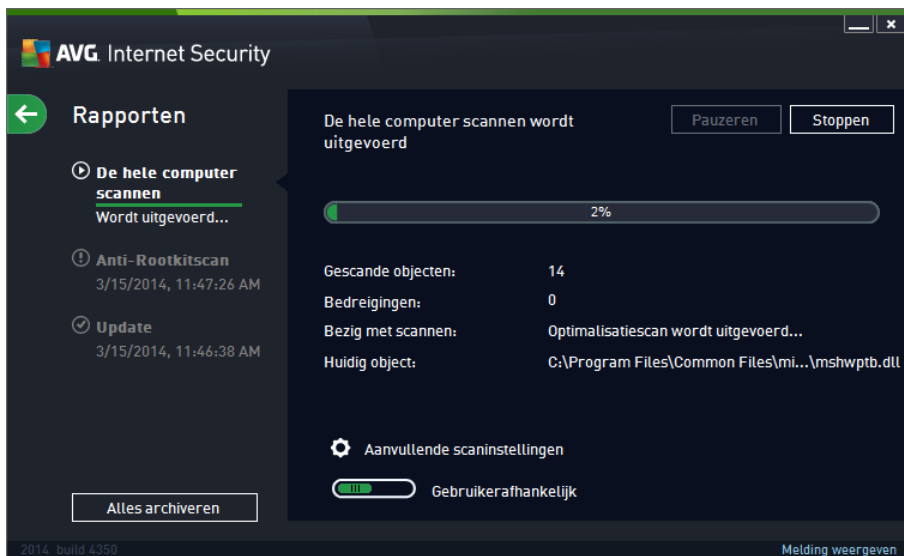 AVG. Internet Security
Rapporten
De hele computer
scannen
Wordt uitgevoerd...
Anti-Rootkitscan
3/15/2014, 11:47:26 AM
Update
3/15/2014, 11:46:38 AM
Alles archiveren
De hele computer scannen wordt
uitgevoerd
Pauzeren
Stoppen
2%
Gescande objecten: 14
Bedreigingen: 0
Bezig met scannen: Optimalisatiescan wordt uitgevoerd...
Huidig object: C:\Program Files\Common Files\mi...\mshwptb.dll
Aanvullende scaninstellingen
Gebruikerafhankelijk
2014 build 4350
Melding weergeven